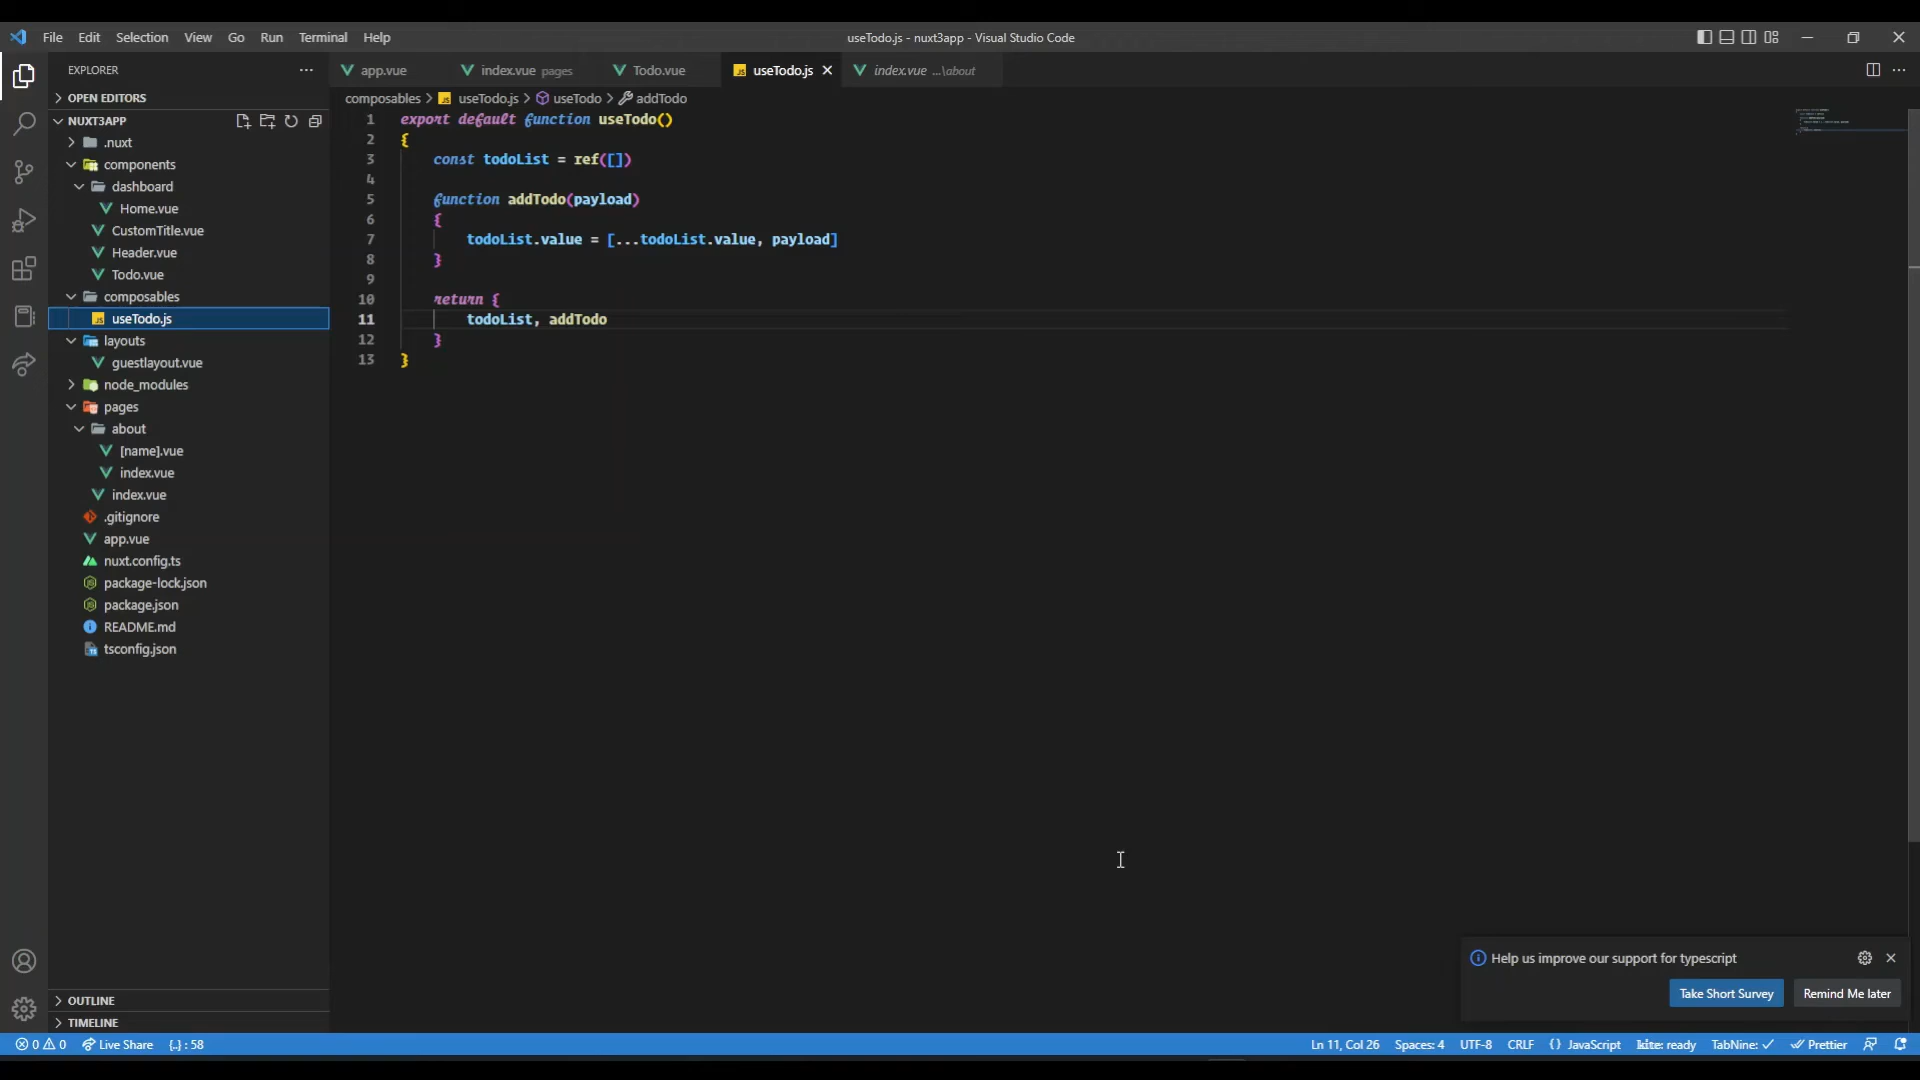 File Edit Selection View Go Run Terminal Help
useTodo.js - nuxt3app - Visual Studio Code
EXPLORER
OPEN EDITORS
NUXT3APP
.nuxt
components
dashboard
Home.vue
CustomTitle.vue
Header.vue
Todo.vue
composables
useTodo.js
layouts
guestlayout.vue
node_modules
pages
about
[name].vue
index.vue
index.vue
.gitignore
app.vue
nuxt.config.ts
package-lock.json
package.json
README.md
tsconfig.json
OUTLINE
TIMELINE
app.vue index.vue pages Todo.vue useTodo.js index.vue ...\about
composables > useTodo.js > useTodo > addTodo
1 export default function useTodo()
2 {
3 const todoList = ref([])
4
5 function addTodo(payload)
6 {
7 todoList.value = [...todoList.value, payload]
8 }
9
10 return {
11 todoList, addTodo
12 }
13 }
Help us improve our support for typescript
Take Short Survey Remind Me later
0 0 Live Share {..} : 58 Ln 11, Col 26 Spaces: 4 UTF-8 CRLF {} JavaScript kite: ready TabNine: ✓ Prettier